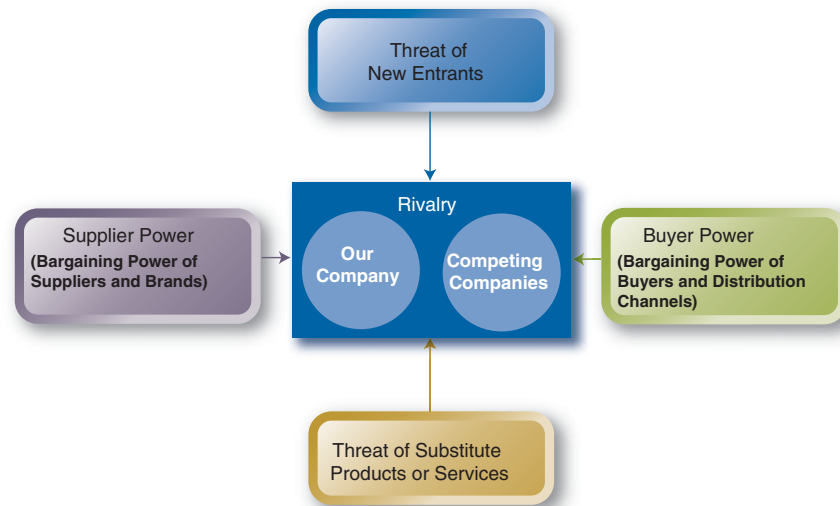 Threat of
New Entrants
Rivalry
Our
Company
Competing
Companies
Supplier Power
(Bargaining Power of
Suppliers and Brands)
Buyer Power
(Bargaining Power of
Buyers and Distribution
Channels)
Threat of Substitute
Products or Services